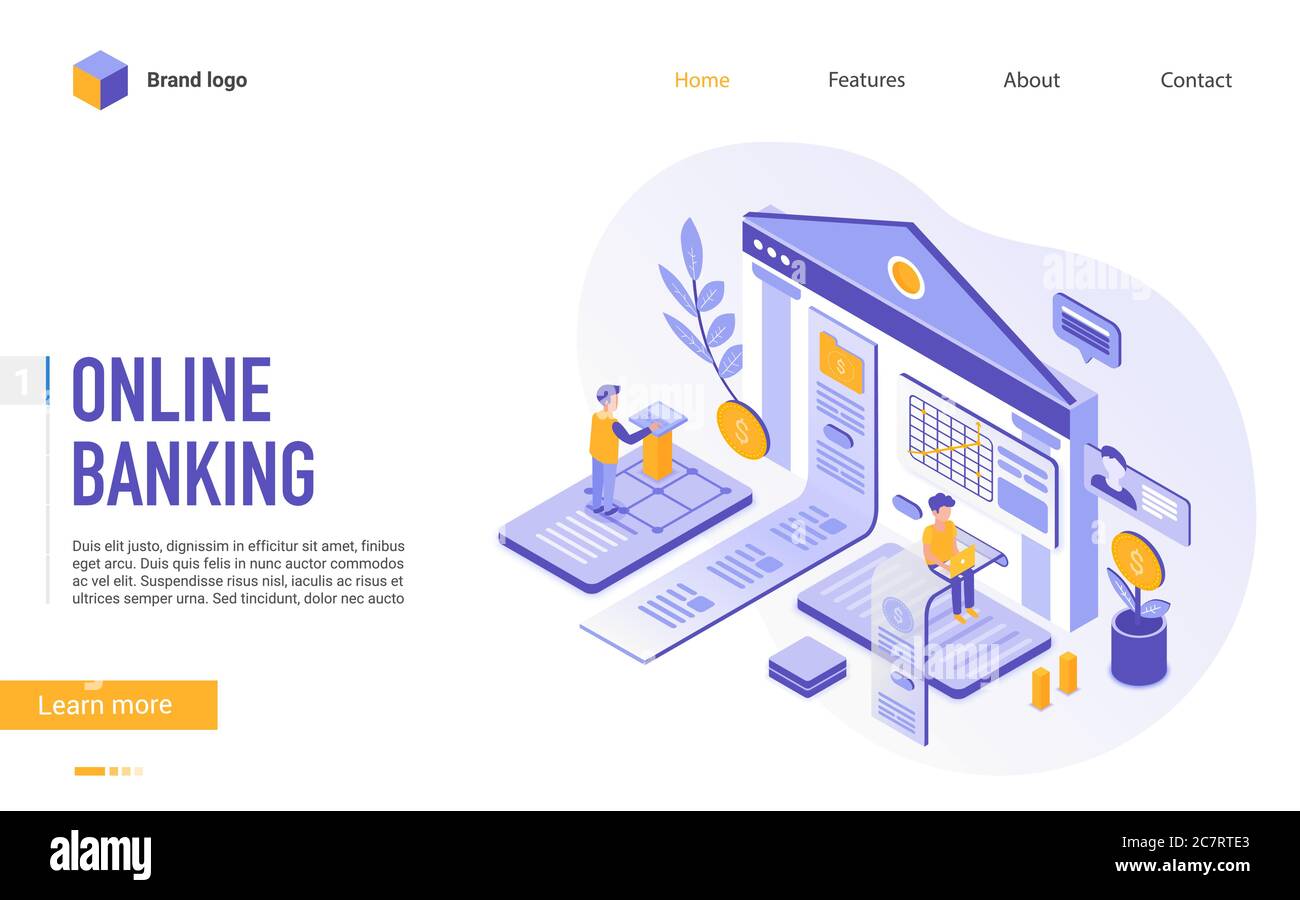 Brand logo
Home
Features
About
Contact
1
ONLINE
BANKING
Duis elit justo, dignissim in efficitur sit amet, finibus
eget arcu. Duis quis felis in nunc auctor commodos
ac vel elit. Suspendisse risus nisl, iaculis ac risus et
ultrices semper urna. Sed tincidunt, dolor nec aucto
Learn more
$
$
$
$
a
alamy
a
a
alamy
Image ID: 2C7RTE3
www.alamy.com